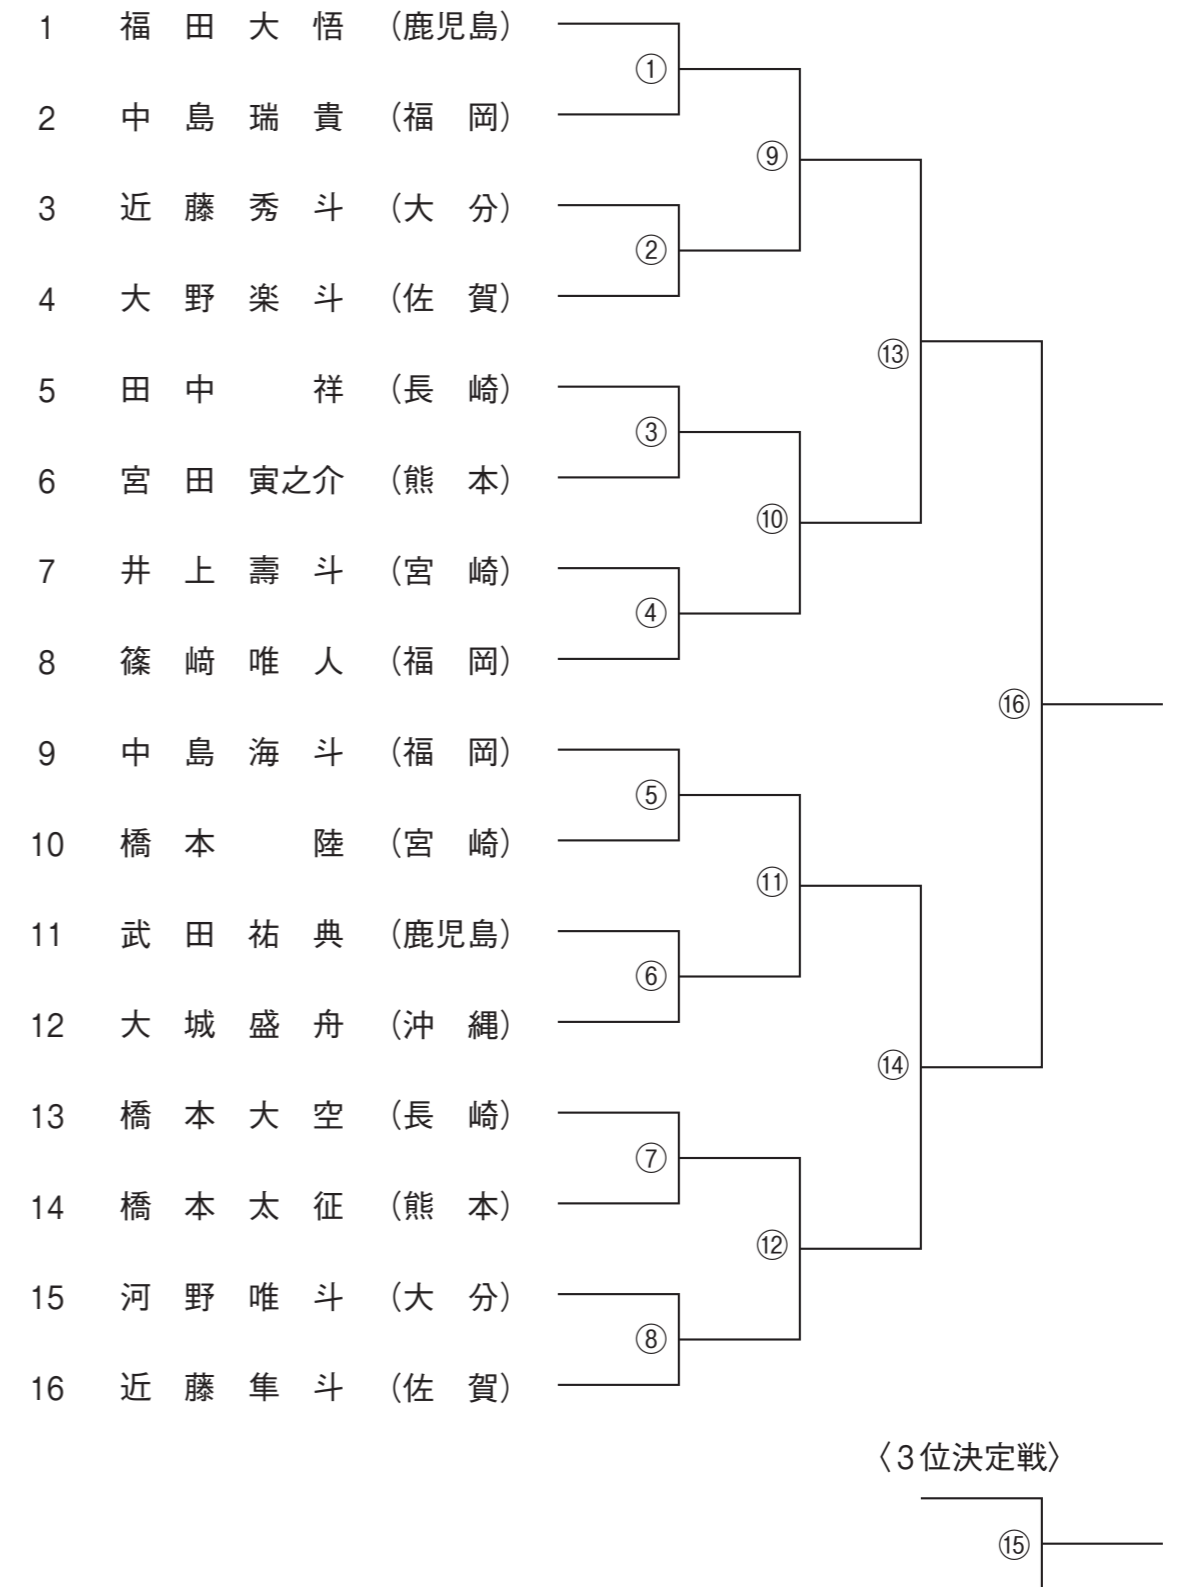 1 福田大悟 (鹿児島)
①
2 中島瑞貴 (福岡)
⑨
3 近藤秀斗 (大分)
②
4 大野楽斗 (佐賀)
⑬
5 田中 祥 (長崎)
③
6 宮田寅之介 (熊本)
⑩
7 井上壽斗 (宮崎)
④
8 篠﨑唯人 (福岡)
⑯
9 中島海斗 (福岡)
⑤
10 橋本 陸 (宮崎)
⑪
11 武田祐典 (鹿児島)
⑥
12 大城盛舟 (沖縄)
⑭
13 橋本大空 (長崎)
⑦
14 橋本太征 (熊本)
⑫
15 河野唯斗 (大分)
⑧
16 近藤隼斗 (佐賀)
〈3位決定戦〉
⑮